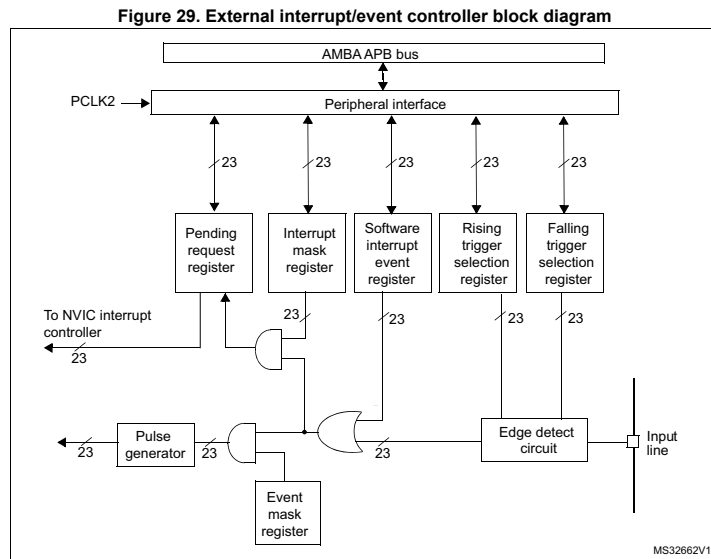 Figure 29. External interrupt/event controller block diagram
AMBA APB bus
PCLK2
Peripheral interface
23
23
23
23
23
Pending
request
register
Interrupt
mask
register
Software
interrupt
event
register
Rising
trigger
selection
register
Falling
trigger
selection
register
To NVIC interrupt
controller
23
23
23
23
23
Pulse
generator
23
23
23
Edge detect
circuit
Input
line
Event
mask
register
MS32662V1